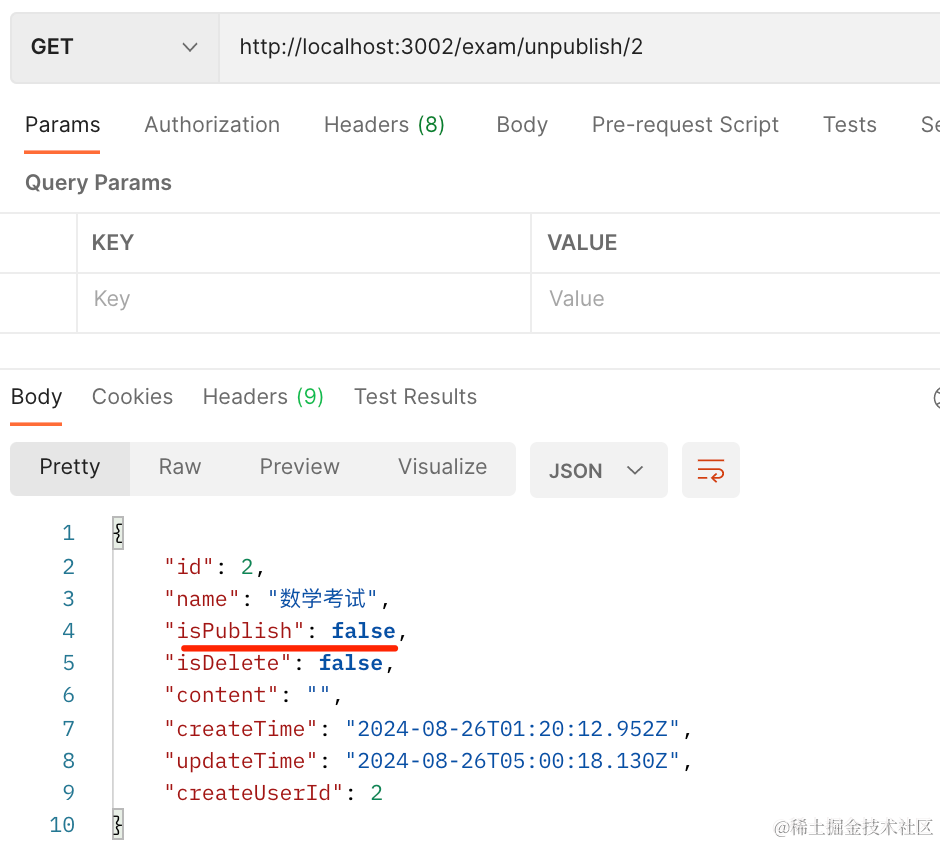 GET http://localhost:3002/exam/unpublish/2
Params Authorization Headers (8) Body Pre-request Script Tests Se
Query Params
KEY VALUE
Key Value
Body Cookies Headers (9) Test Results
Pretty Raw Preview Visualize JSON
1 {
2 "id": 2,
3 "name": "数学考试",
4 "isPublish": false,
5 "isDelete": false,
6 "content": "",
7 "createTime": "2024-08-26T01:20:12.952Z",
8 "updateTime": "2024-08-26T05:00:18.130Z",
9 "createUserId": 2
10 }
@稀土掘金技术社区